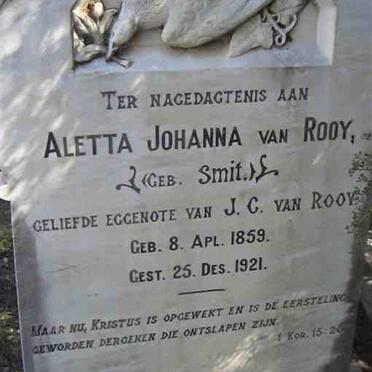 TER NAGEDACTENIS AAN
ALETTA JOHANNA VAN ROOY,
(GEB. SMIT.)
GELIEFDE EGGENOTE VAN J. C. VAN ROOY
GEB. 8. APL. 1859.
GEST. 25. DES. 1921.
MAAR NU, KRISTUS IS OPGEWEKT EN IS DE EERSTELING
GEWORDEN DERGENEN DIE ONTSLAPEN ZIJN.
1 KOR. 15: 20